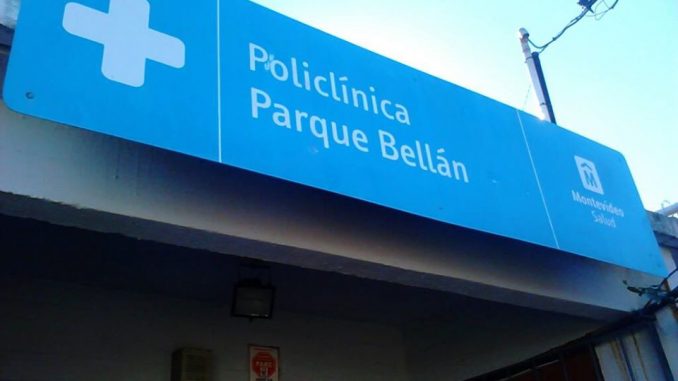 Policlínica
Parque Bellán
M
Montevideo
Salud